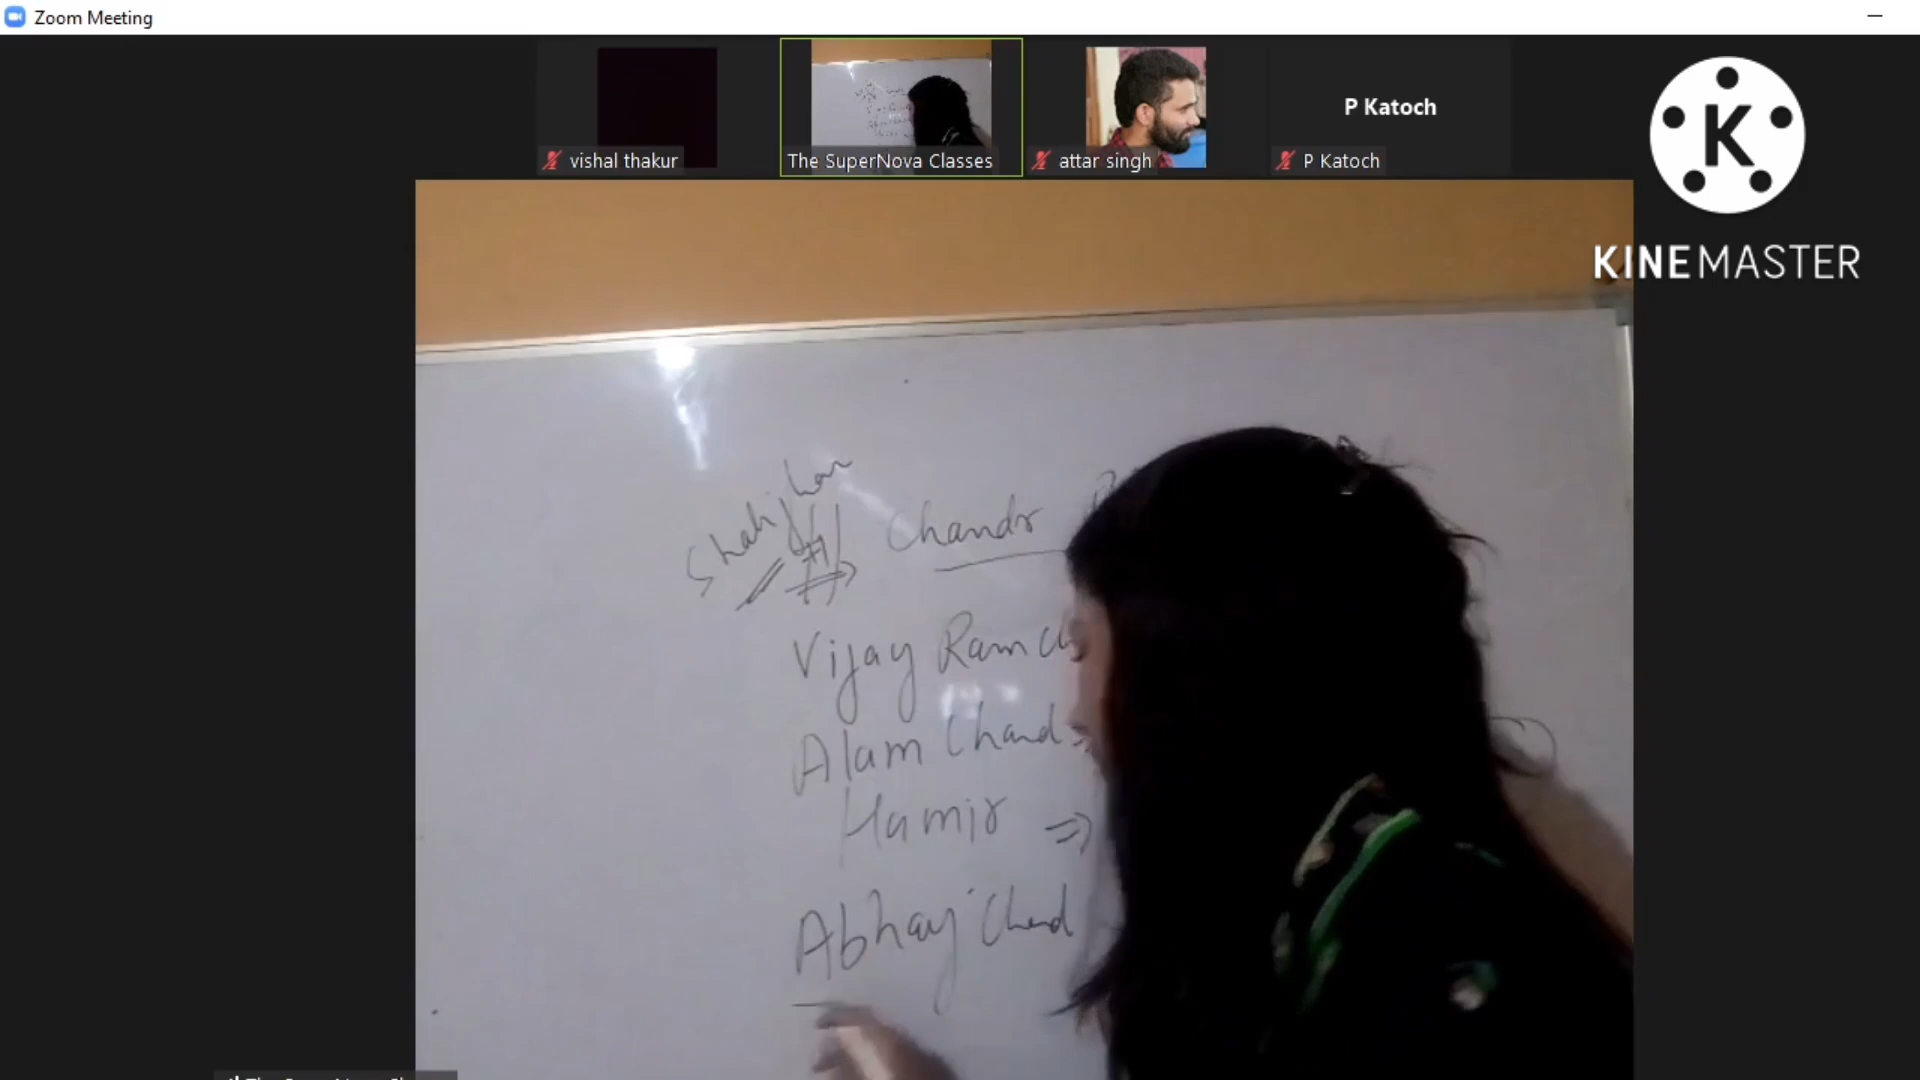 Zoom Meeting
P Katoch
vishal thakur
The SuperNova Classes
attar singh
P Katoch
K
KINEMASTER
Shahjhan
Chandr
Vijay Ram
Alam Chand
Hamir ⇒
Abhay Chand